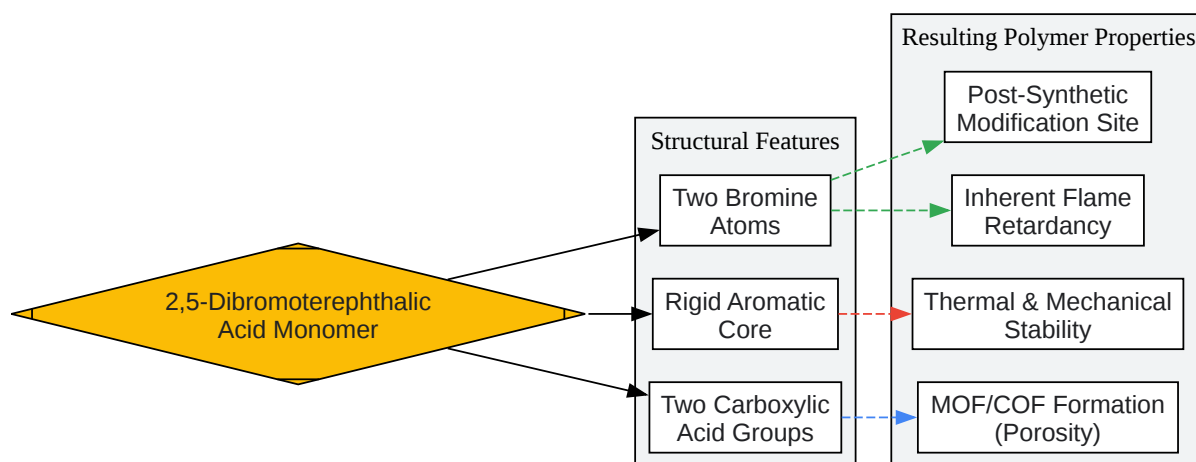 Resulting Polymer Properties
Post-Synthetic
Modification Site
Structural Features
Two Bromine
Atoms
Inherent Flame
Retardancy
2,5-Dibromoterephthalic
Acid Monomer
Rigid Aromatic
Core
Thermal & Mechanical
Stability
Two Carboxylic
Acid Groups
MOF/COF Formation
(Porosity)